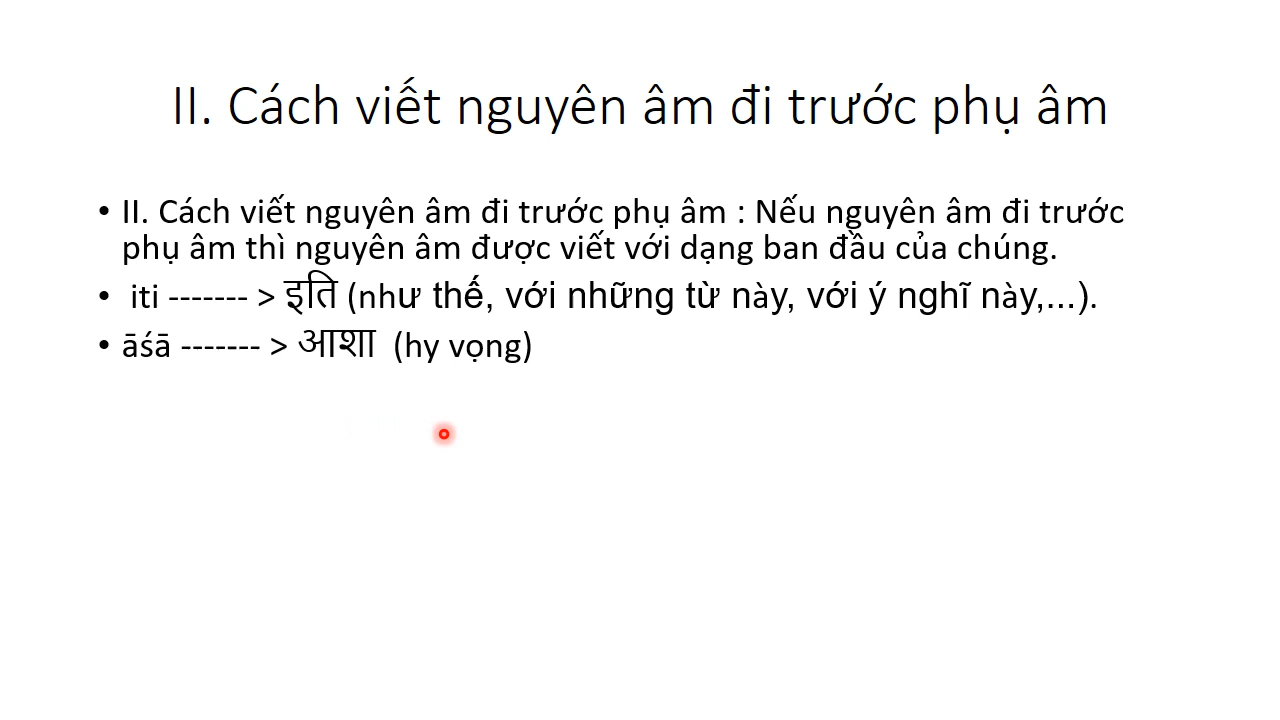 II. Cách viết nguyên âm đi trước phụ âm
• II. Cách viết nguyên âm đi trước phụ âm : Nếu nguyên âm đi trước
phụ âm thì nguyên âm được viết với dạng ban đầu của chúng.
• iti ------- > इति (như thế, với những từ này, với ý nghĩ này,...).
• āśā ------- > आशा (hy vọng)